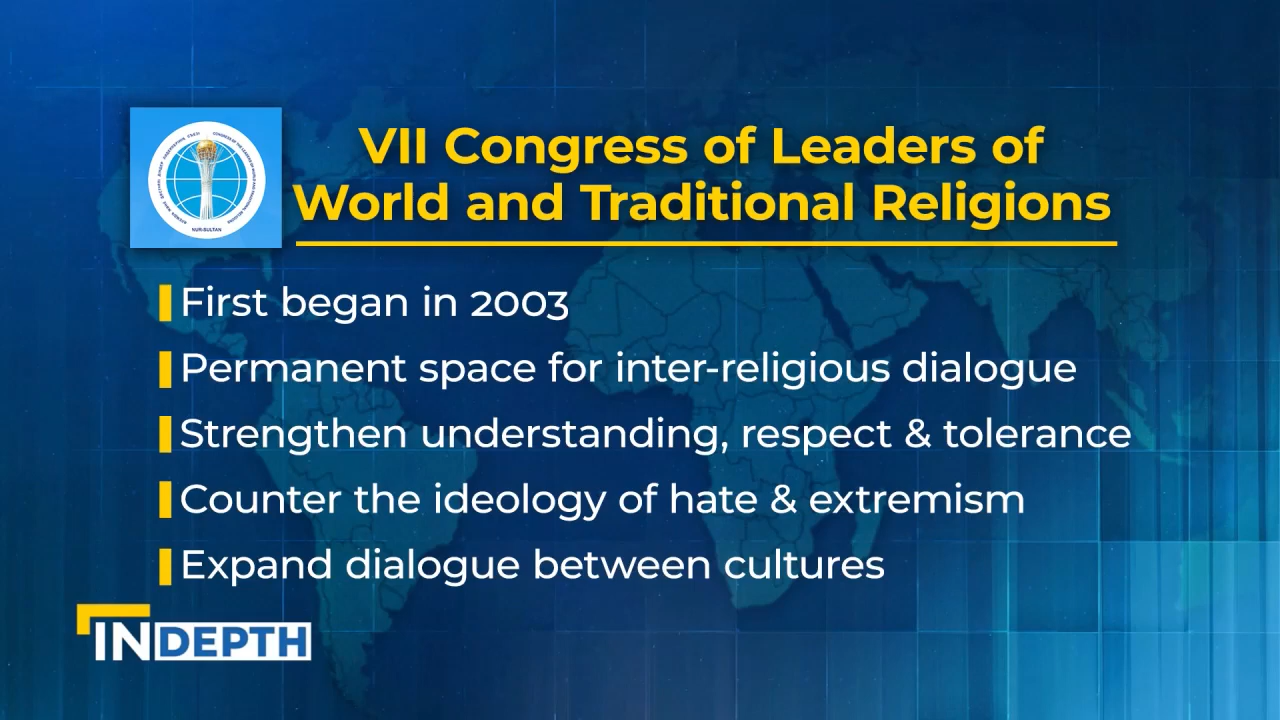 VII Congress of Leaders of
World and Traditional Religions
NUR-SULTAN
First began in 2003
Permanent space for inter-religious dialogue
Strengthen understanding, respect & tolerance
Counter the ideology of hate & extremism
Expand dialogue between cultures
INDEPTH